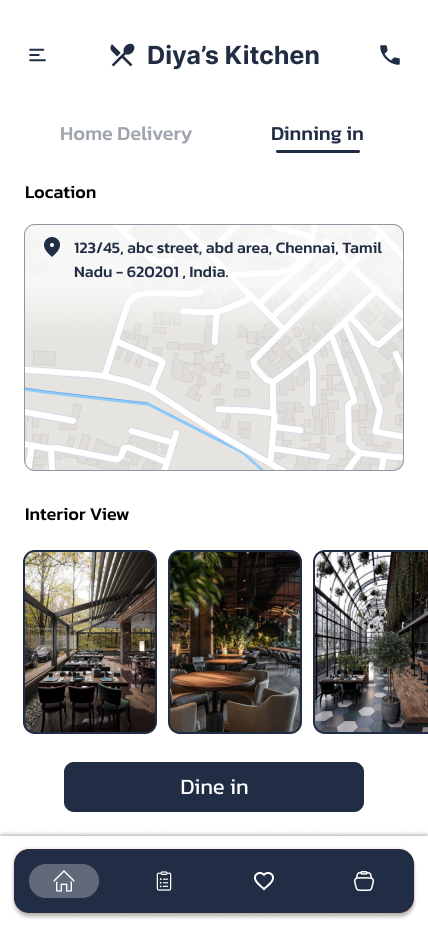 Diya's Kitchen
Home Delivery
Dinning in
Location
123/45, abc street, abd area, Chennai, Tamil
Nadu - 620201 , India.
Interior View
Dine in